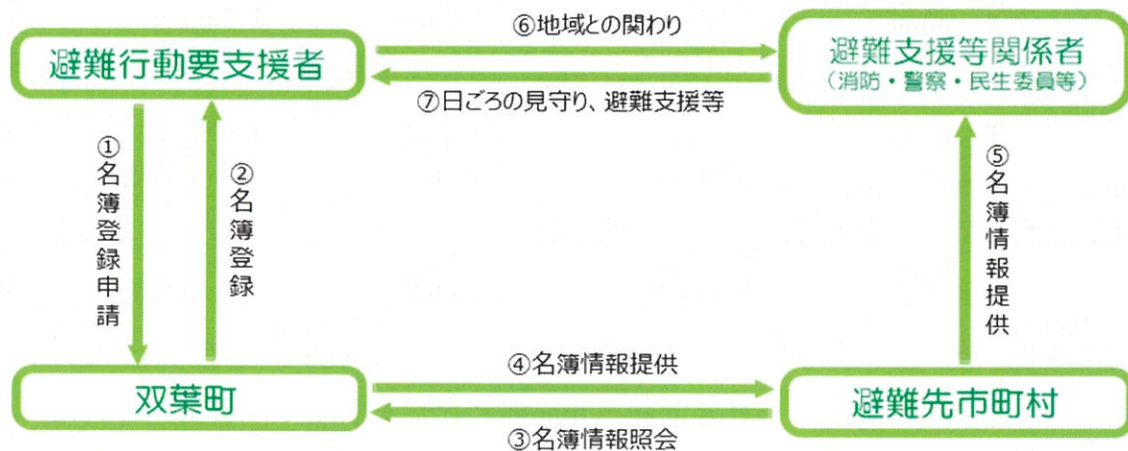 ⑥地域との関わり
避難行動要支援者
避難支援等関係者
（消防・警察・民生委員等）
⑦日ごろの見守り、避難支援等
①名簿登録申請
②名簿登録
⑤名簿情報提供
④名簿情報提供
双葉町
避難先市町村
③名簿情報照会